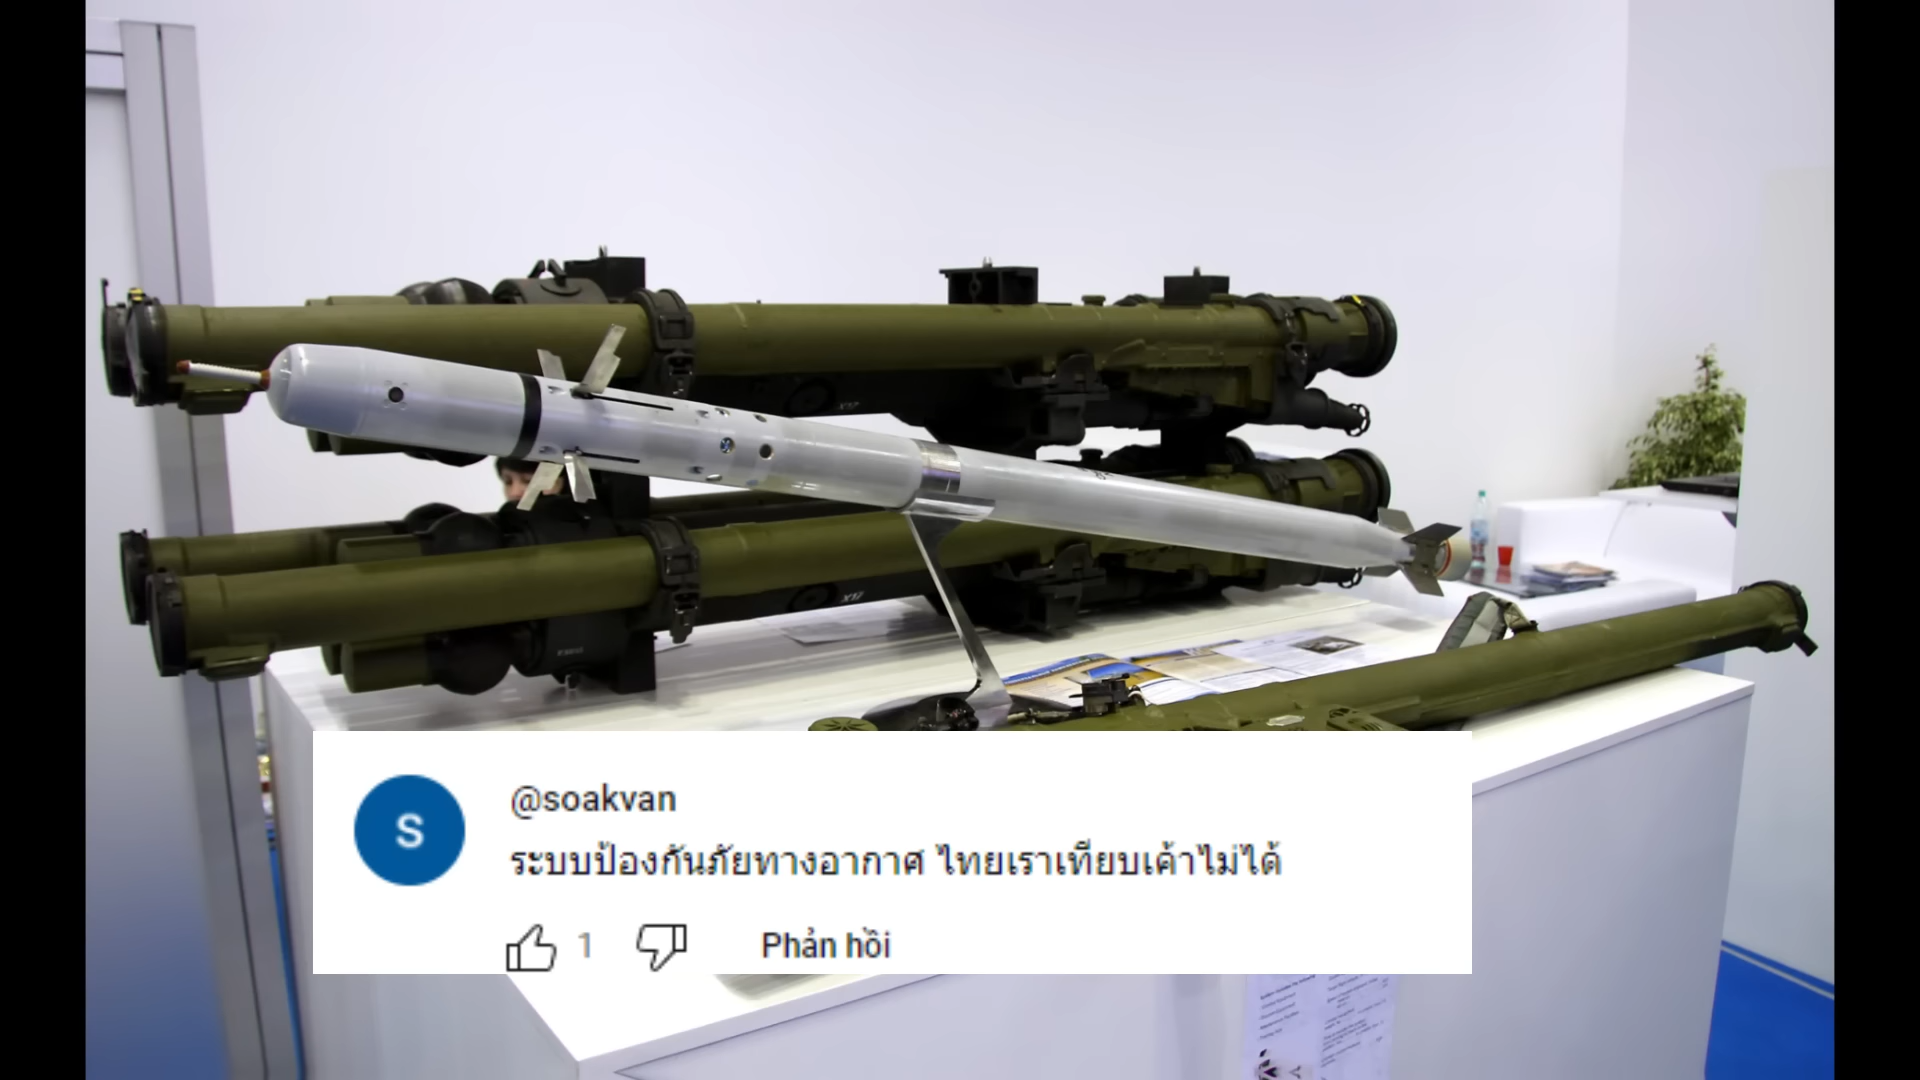 S
@soakvan
ระบบป้องกันภัยทางอากาศ ไทยเราเทียบเค้าไม่ได้
1
Phản hồi